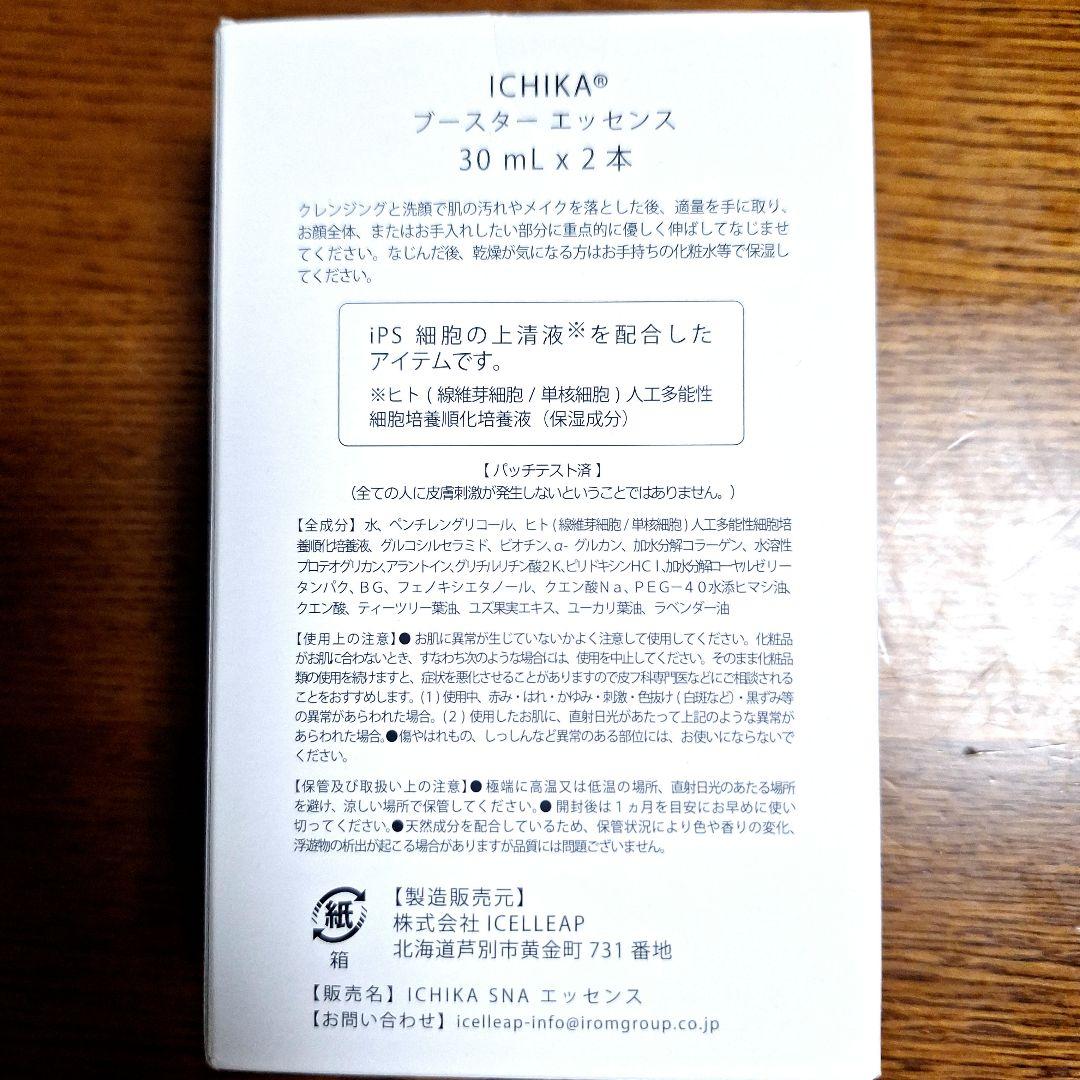 ICHIKA®
ブースター エッセンス
30 mL x 2 本
クレンジングと洗顔で肌の汚れやメイクを落とした後、適量を手に取り、
お顔全体、またはお手入れしたい部分に重点的に優しく伸ばしてなじませ
てください。なじんだ後、乾燥が気になる方はお手持ちの化粧水等で保湿し
てください。
iPS 細胞の上清液※を配合した
アイテムです。
※ヒト ( 線維芽細胞 / 単核細胞 ) 人工多能性
細胞培養順化培養液（保湿成分）
【 パッチテスト済 】
（全ての人に皮膚刺激が発生しないということではありません。）
【全成分】 水、ペンチレングリコール、ヒト ( 線維芽細胞 / 単核細胞 ) 人工多能性細胞培
養順化培養液、グルコシルセラミド、ビオチン、α- グルカン、加水分解コラーゲン、水溶性
プロテオグリカン、アラントイン、グリチルリチン酸２Ｋ、ピリドキシンＨＣｌ、加水分解ローヤルゼリー
タンパク、ＢＧ、フェノキシエタノール、クエン酸Ｎａ、ＰＥＧ－４０水添ヒマシ油、
クエン酸、ティーツリー葉油、ユズ果実エキス、ユーカリ葉油、ラベンダー油
【使用上の注意】● お肌に異常が生じていないかよく注意して使用してください。化粧品
がお肌に合わないとき、すなわち次のような場合には、使用を中止してください。そのまま化粧品
類の使用を続けますと、症状を悪化させることがありますので皮フ科専門医などにご相談される
ことをおすすめします。(1) 使用中、赤み・はれ・かゆみ・刺激・色抜け ( 白斑など )・黒ずみ等
の異常があらわれた場合。(2) 使用したお肌に、直射日光があたって上記のような異常が
あらわれた場合。●傷やはれもの、しっしんなど異常のある部位には、お使いにならないで
ください。
【保管及び取扱い上の注意】● 極端に高温又は低温の場所、直射日光のあたる場所
を避け、涼しい場所で保管してください。● 開封後は１ヵ月を目安にお早めに使い
切ってください。●天然成分を配合しているため、保管状況により色や香りの変化、
浮遊物の析出が起こる場合がありますが品質には問題ございません。
紙
箱
【製造販売元】
株式会社 ICELLEAP
北海道芦別市黄金町 731 番地
【販売名】 ICHIKA SNA エッセンス
【お問い合わせ】 icelleap-info@iromgroup.co.jp